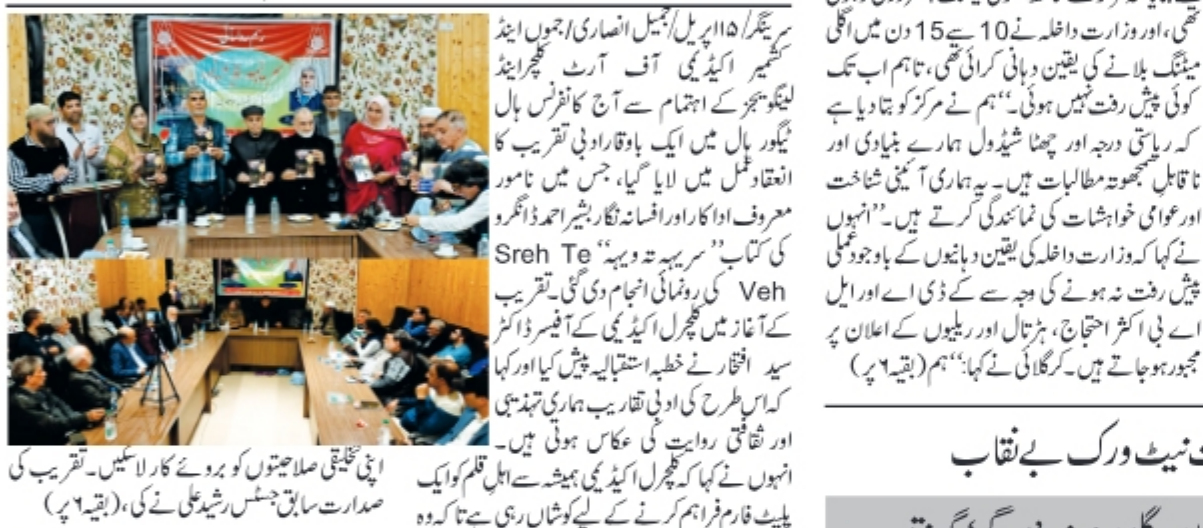 تھی، اور وزارت داخلہ نے 10 سے 15 دن میں اگلی
میٹنگ بلانے کی یقین دہانی کرائی تھی، تاہم اب تک
کوئی پیش رفت نہیں ہوئی۔‘‘ہم نے مرکز کو بتا دیا ہے
کہ ریاستی درجہ اور چھٹا شیڈول ہمارے بنیادی اور
ناقابل سمجھوتہ مطالبات ہیں۔ یہ ہماری آئینی شناخت
اور عوامی خواہشات کی نمائندگی کرتے ہیں۔’’انہوں
نے کہا کہ وزارت داخلہ کی یقین دہانیوں کے باوجود عملی
پیش رفت نہ ہونے کی وجہ سے کے ڈی اے اور ایل
اے بی اکثر احتجاج، ہڑتال اور ریلیوں کے اعلان پر
مجبور ہو جاتے ہیں۔ کرگلائی نے کہا:‘‘ہم (بقیہ ۶ پر)
نیٹ ورک بے نقاب
سرینگر/۱۵اپریل/جمیل انصاری/جموں اینڈ
کشمیر اکیڈیمی آف آرٹ کلچر اینڈ
لینگویجز کے اہتمام سے آج کانفرنس ہال
ٹیگور ہال میں ایک باوقار ادبی تقریب کا
انعقاد عمل میں لایا گیا، جس میں نامور
معروف اداکار اور افسانہ نگار بشیر احمد ڈانگرو
کی کتاب ’’سریہہ تہ ویہہ‘‘ Sreh Te
Veh کی رونمائی انجام دی گئی۔ تقریب
کے آغاز میں کلچرل اکیڈیمی کے آفیسر ڈاکٹر
سید افتخار نے خطبہ استقبالیہ پیش کیا اور کہا
کہ اس طرح کی ادبی تقاریب ہماری تہذیبی
اور ثقافتی روایت کی عکاس ہوتی ہیں۔
انہوں نے کہا کہ کلچرل اکیڈیمی ہمیشہ سے اہل قلم کو ایک
پلیٹ فارم فراہم کرنے کے لیے کوشاں رہی ہے تا کہ وہ
اپنی تخلیقی صلاحیتوں کو بروئے کار لا سکیں۔ تقریب کی
صدارت سابق جسٹس رشید علی نے کی، (بقیہ ۶ پر)